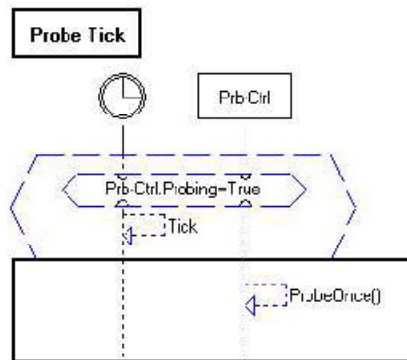 Probe Tick
Prb-Ctrl
Prb-Ctrl.Probing=True
Tick
ProbeOnce()